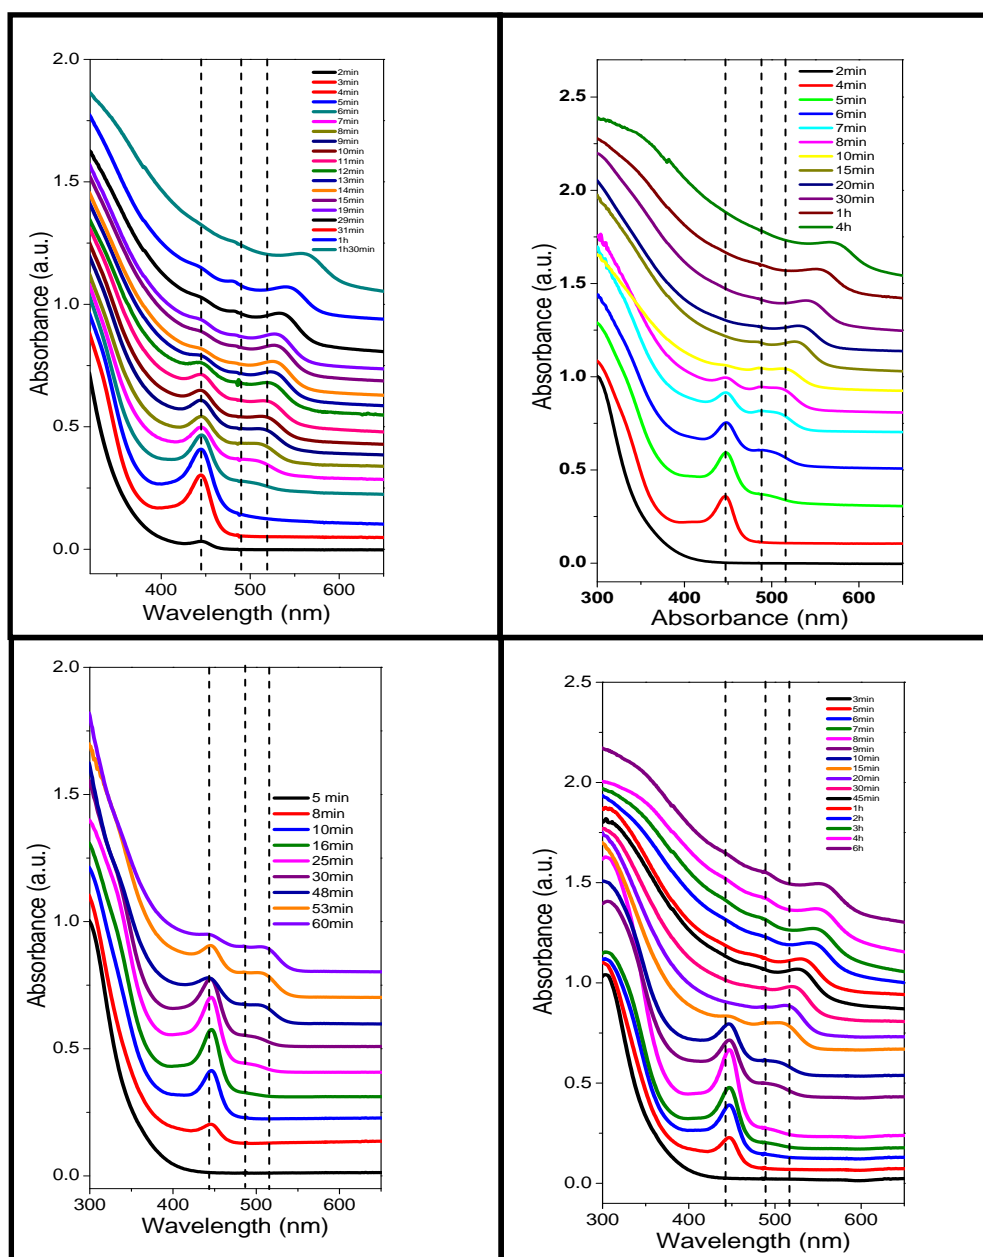 2.0
1.5
1.0
0.5
0.0
Absorbance (a.u.)
400 500 600
Wavelength (nm)
2min
3min
4min
5min
6min
7min
8min
9min
10min
11min
12min
13min
14min
15min
19min
29min
31min
1h
1h30min
2.5
2.0
1.5
1.0
0.5
0.0
Absorbance (a.u.)
300 400 500 600
Absorbance (nm)
2min
4min
5min
6min
7min
8min
10min
15min
20min
30min
1h
4h
2.0
1.5
1.0
0.5
0.0
Absorbance (a.u.)
300 400 500 600
Wavelength (nm)
5 min
8min
10min
16min
25min
30min
48min
53min
60min
2.5
2.0
1.5
1.0
0.5
0.0
Absorbance (a.u.)
300 400 500 600
Wavelength (nm)
3min
5min
6min
7min
8min
9min
10min
15min
20min
30min
45min
1h
2h
3h
4h
6h